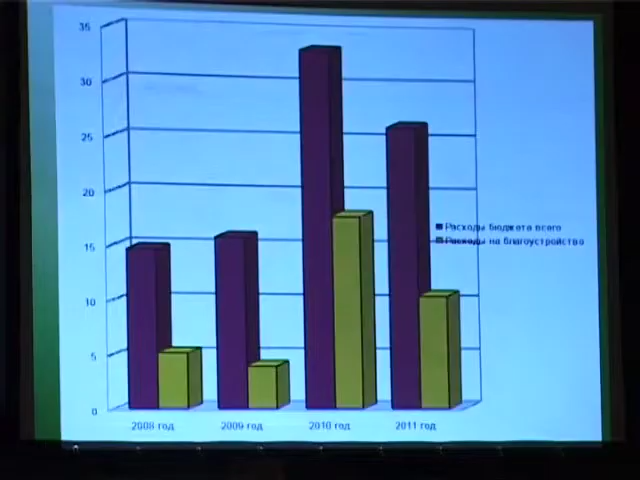 35
30
25
20
15
10
5
0
2008 год 2009 год 2010 год 2011 год
Расходы бюджета всего
Расходы на благоустройство